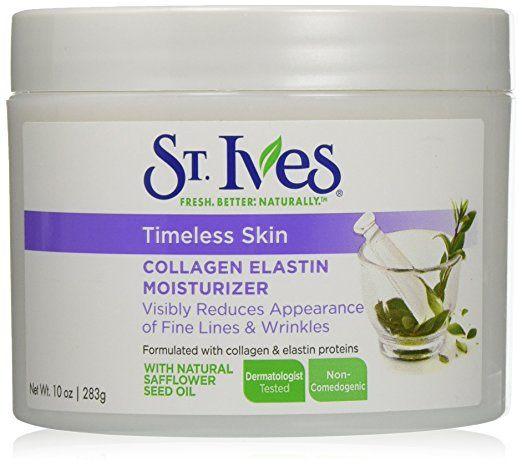 ST. IVES®
FRESH. BETTER. NATURALLY.™
Timeless Skin
COLLAGEN ELASTIN
MOISTURIZER
Visibly Reduces Appearance
of Fine Lines & Wrinkles
Formulated with collagen & elastin proteins
WITH NATURAL
SAFFLOWER
SEED OIL
Dermatologist
Tested
Non-
Comedogenic
Net Wt. 10 oz | 283g